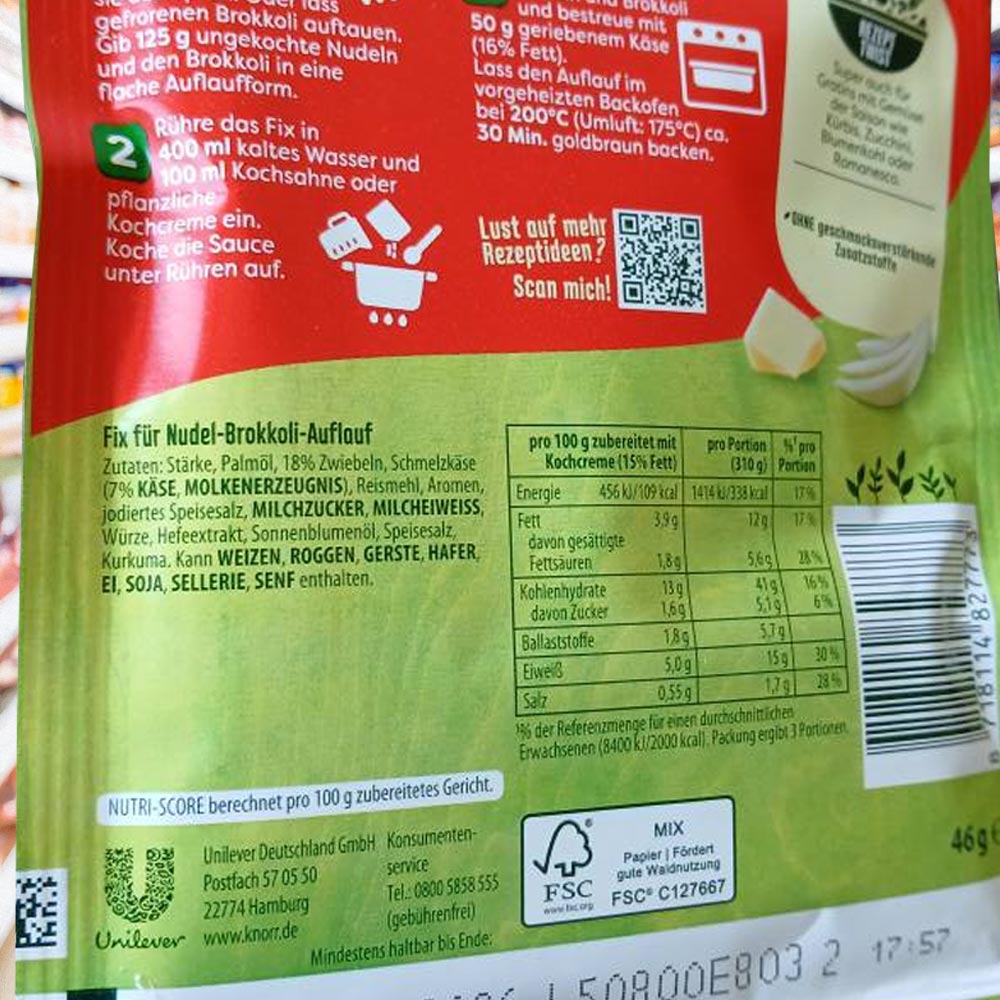 gefrorenen Brokkoli auftauen.
Gib 125 g ungekochte Nudeln
und den Brokkoli in eine
flache Auflaufform.
2
Rühre das Fix in
400 ml kaltes Wasser und
100 ml Kochsahne oder
pflanzliche
Kochcreme ein.
Koche die Sauce
unter Rühren auf.
und Brokkoli
und bestreue mit
50 g geriebenem Käse
(16% Fett).
Lass den Auflauf im
vorgeheizten Backofen
bei 200°C (Umluft: 175°C) ca.
30 Min. goldbraun backen.
Lust auf mehr
Rezeptideen?
Scan mich!
REZEPT
TWIST
Super auch für
Gratins mit Gemüse
der Saison wie
Kürbis, Zucchini,
Blumenkohl oder
Romanesco.
OHNE geschmacksverstärkende
Zusatzstoffe
Fix für Nudel-Brokkoli-Auflauf
Zutaten: Stärke, Palmöl, 18% Zwiebeln, Schmelzkäse
(7% KÄSE, MOLKENERZEUGNIS), Reismehl, Aromen,
jodiertes Speisesalz, MILCHZUCKER, MILCHEIWEISS,
Würze, Hefeextrakt, Sonnenblumenöl, Speisesalz,
Kurkuma. Kann WEIZEN, ROGGEN, GERSTE, HAFER,
EI, SOJA, SELLERIE, SENF enthalten.
pro 100 g zubereitet mit pro Portion %¹ pro
Kochcreme (15% Fett) (310 g) Portion
Energie 456 kJ/109 kcal 1414 kJ/338 kcal 17%
Fett 3,9 g 12 g 17 %
davon gesättigte
Fettsäuren 1,8 g 5,6 g 28 %
Kohlenhydrate 13 g 41 g 16 %
davon Zucker 1,6 g 5,1 g 6 %
Ballaststoffe 1,8 g 5,7 g
Eiweiß 5,0 g 15 g 30 %
Salz 0,55 g 1,7 g 28 %
¹% der Referenzmenge für einen durchschnittlichen
Erwachsenen (8400 kJ/2000 kcal). Packung ergibt 3 Portionen.
NUTRI-SCORE berechnet pro 100 g zubereitetes Gericht.
Unilever
Unilever Deutschland GmbH
Postfach 57 05 50
22774 Hamburg
www.knorr.de
Konsumenten-
service
Tel.: 0800 5858 555
(gebührenfrei)
Mindestens haltbar bis Ende:
FSC
www.fsc.org
MIX
Papier | Fördert
gute Waldnutzung
FSC® C127667
46 g
L50800E803 2 17:57